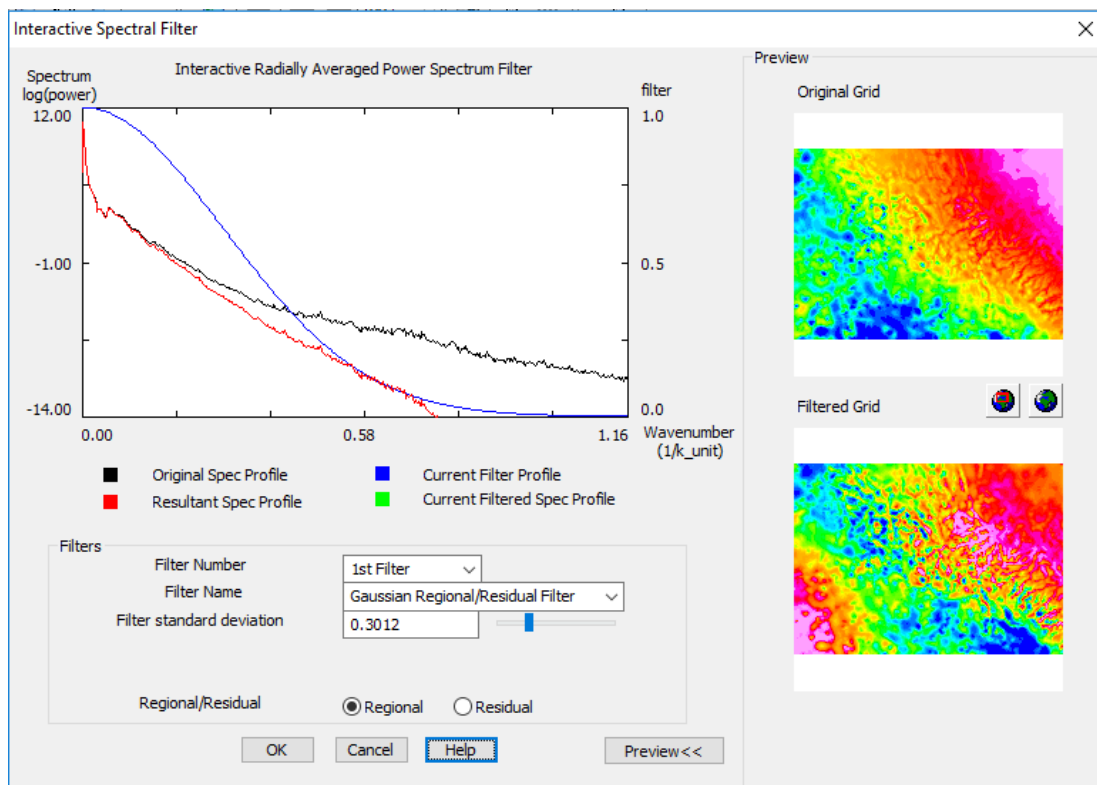 Interactive Spectral Filter
Preview
Interactive Radially Averaged Power Spectrum Filter
Spectrum
log(power)
filter
Original Grid
12.00
1.0
-1.00
0.5
-14.00
0.0
Filtered Grid
0.00
0.58
1.16
Wavenumber
(1/k_unit)
Original Spec Profile
Current Filter Profile
Resultant Spec Profile
Current Filtered Spec Profile
Filters
Filter Number
1st Filter
Filter Name
Gaussian Regional/Residual Filter
Filter standard deviation
0.3012
Regional/Residual
Regional
Residual
OK
Cancel
Help
Preview<<